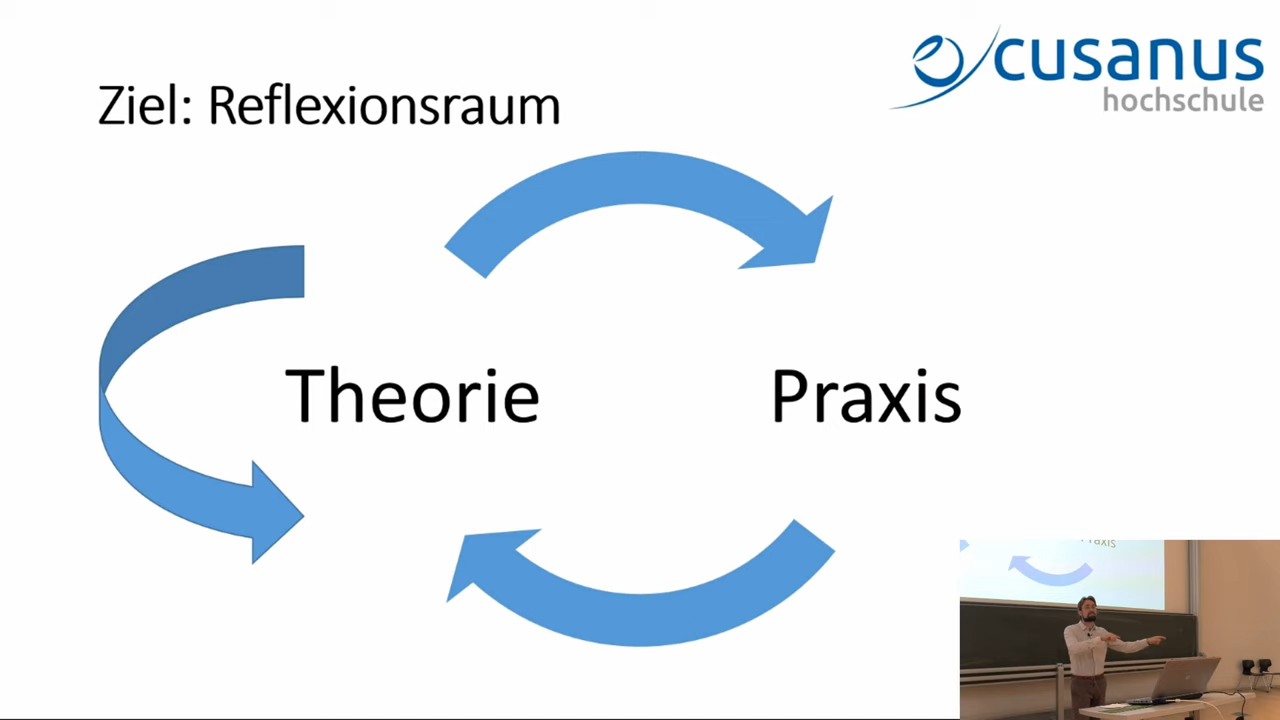 cusanus
hochschule
Ziel: Reflexionsraum
Theorie
Praxis